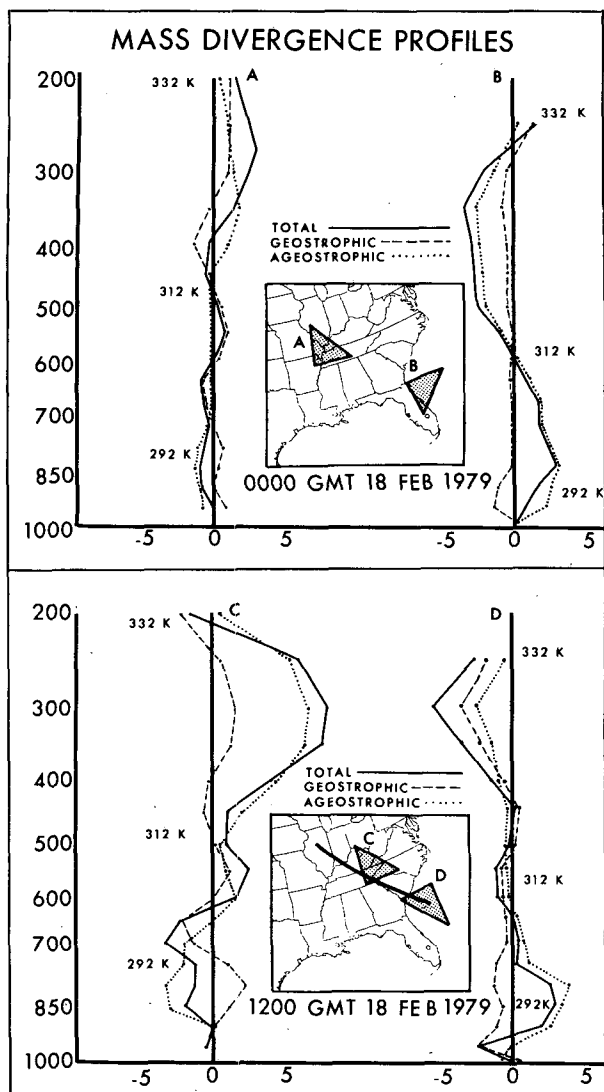 MASS DIVERGENCE PROFILES
200
300
400
500
600
700
850
1000
332 K
A
312 K
292 K
-5 0 5
B
332 K
312 K
292 K
-5 0 5
TOTAL
GEOSTROPHIC
AGEOSTROPHIC
A
B
0000 GMT 18 FEB 1979
200
300
400
500
600
700
850
1000
332 K
C
312 K
292 K
-5 0 5
D
332 K
312 K
292K
-5 0 5
TOTAL
GEOSTROPHIC
AGEOSTROPHIC
C
D
1200 GMT 18 FEB 1979